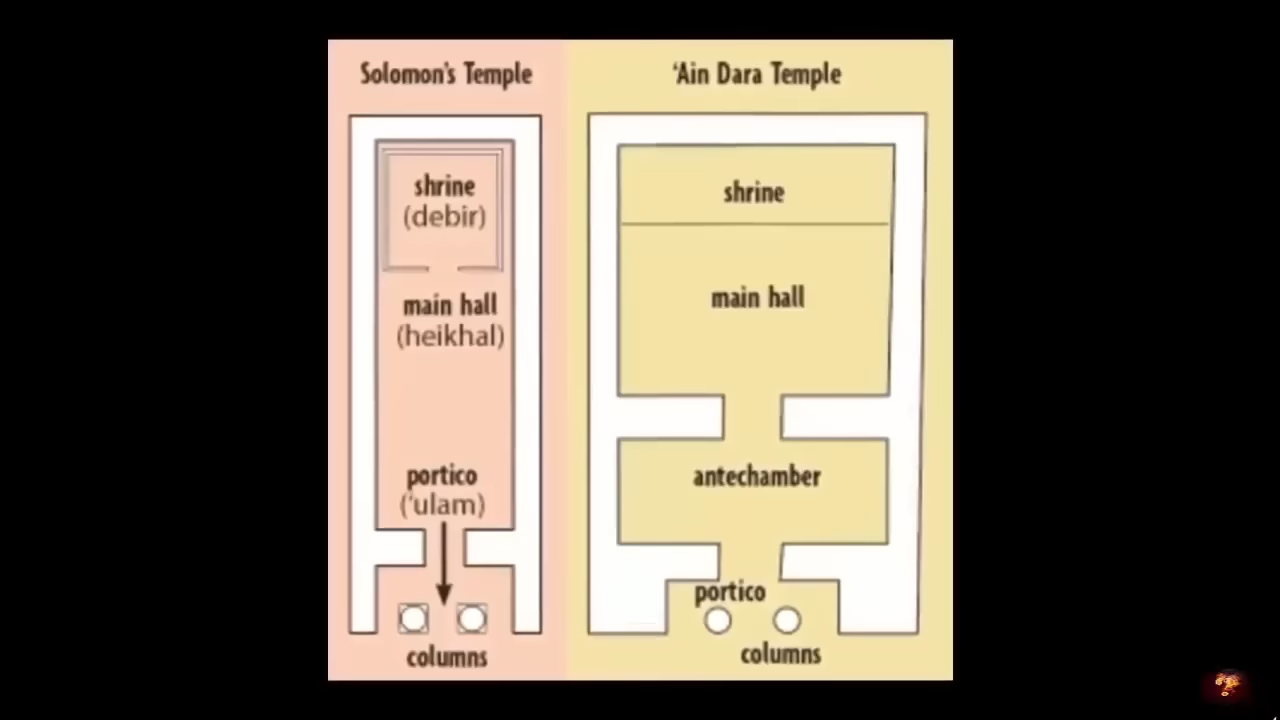 Solomon's Temple
shrine
(debir)
main hall
(heikhal)
portico
('ulam)
columns
‘Ain Dara Temple
shrine
main hall
antechamber
portico
columns